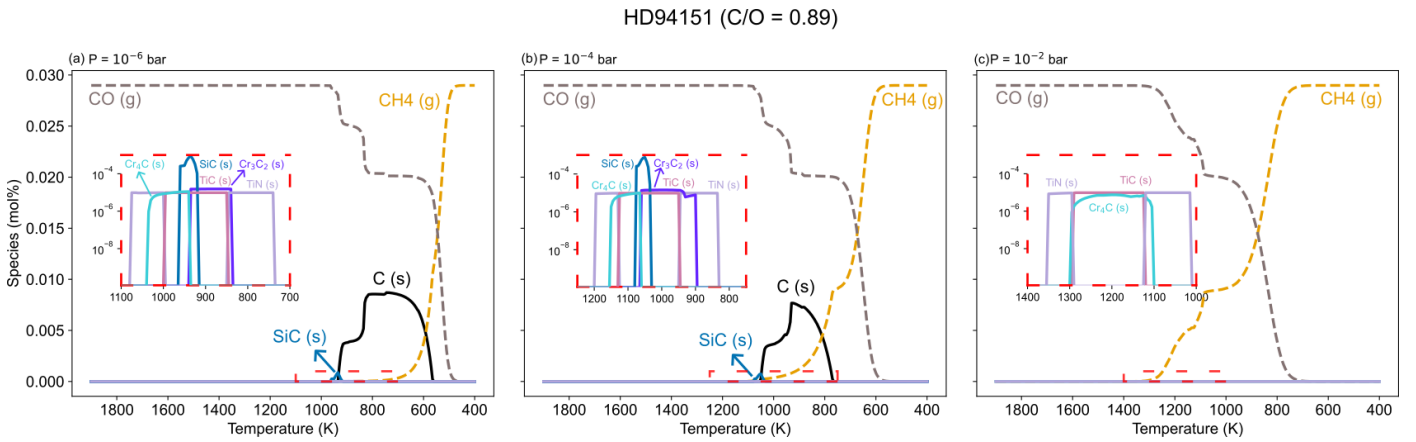 HD94151 (C/O = 0.89)
(a) P = 10⁻⁶ bar
(b) P = 10⁻⁴ bar
(c) P = 10⁻² bar
Species (mol%)
0.030
0.025
0.020
0.015
0.010
0.005
0.000
CO (g)
CH4 (g)
Cr₄C (s)
SiC (s)
Cr₃C₂ (s)
TiC (s)
TiN (s)
10⁻⁴
10⁻⁶
10⁻⁸
1100 1000 900 800 700
C (s)
SiC (s)
1800 1600 1400 1200 1000 800 600 400
Temperature (K)
CO (g)
CH4 (g)
SiC (s)
Cr₃C₂ (s)
Cr₄C (s)
TiC (s)
TiN (s)
10⁻⁴
10⁻⁶
10⁻⁸
1200 1100 1000 900 800
C (s)
SiC (s)
1800 1600 1400 1200 1000 800 600 400
Temperature (K)
CO (g)
CH4 (g)
TiN (s)
TiC (s)
Cr₄C (s)
10⁻⁴
10⁻⁶
10⁻⁸
1400 1300 1200 1100 1000
1800 1600 1400 1200 1000 800 600 400
Temperature (K)